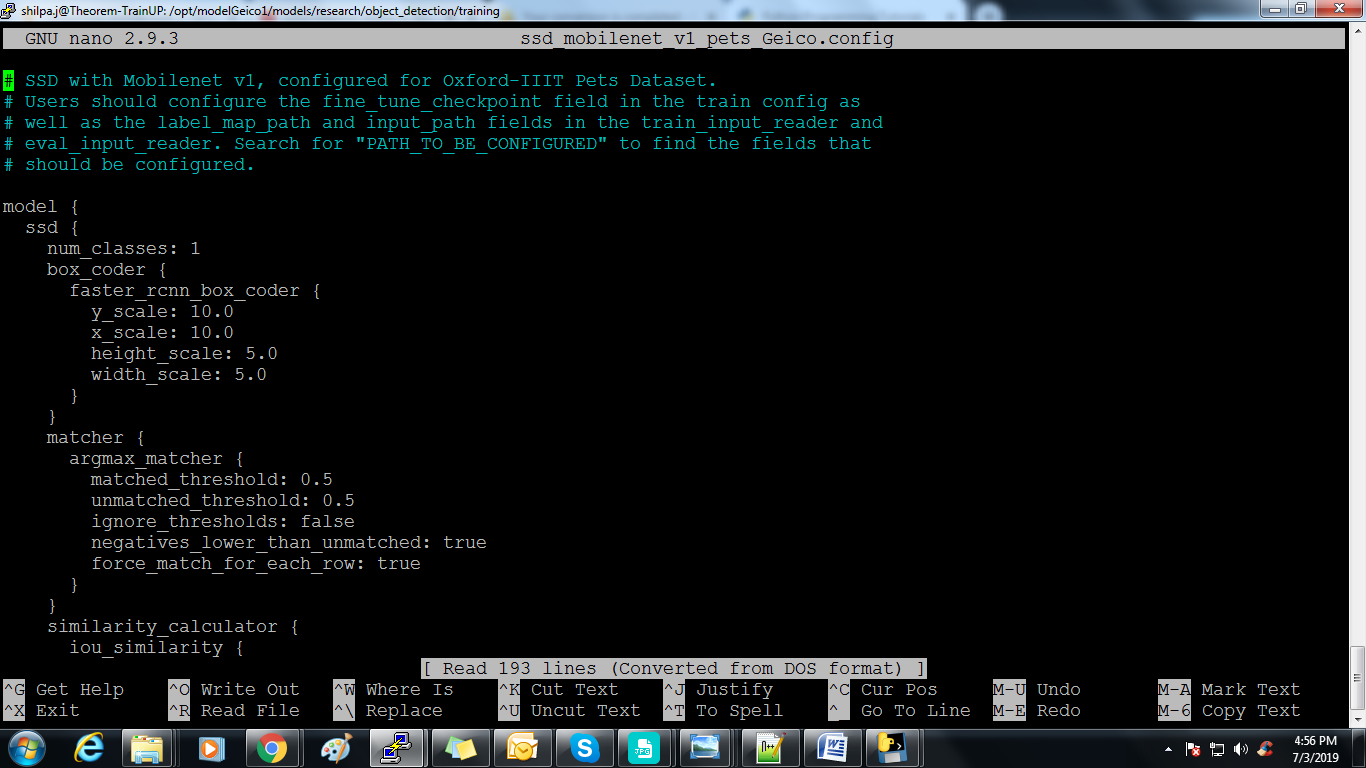 shilpa.j@Theorem-TrainUP: /opt/modelGeico1/models/research/object_detection/training
GNU nano 2.9.3 ssd_mobilenet_v1_pets_Geico.config
# SSD with Mobilenet v1, configured for Oxford-IIIT Pets Dataset.
# Users should configure the fine_tune_checkpoint field in the train config as
# well as the label_map_path and input_path fields in the train_input_reader and
# eval_input_reader. Search for "PATH_TO_BE_CONFIGURED" to find the fields that
# should be configured.
model {
ssd {
num_classes: 1
box_coder {
faster_rcnn_box_coder {
y_scale: 10.0
x_scale: 10.0
height_scale: 5.0
width_scale: 5.0
}
}
matcher {
argmax_matcher {
matched_threshold: 0.5
unmatched_threshold: 0.5
ignore_thresholds: false
negatives_lower_than_unmatched: true
force_match_for_each_row: true
}
}
similarity_calculator {
iou_similarity {
[ Read 193 lines (Converted from DOS format) ]
^G Get Help ^O Write Out ^W Where Is ^K Cut Text ^J Justify ^C Cur Pos M-U Undo M-A Mark Text
^X Exit ^R Read File ^\ Replace ^U Uncut Text ^T To Spell ^_ Go To Line M-E Redo M-6 Copy Text
JPG
4:56 PM
7/3/2019